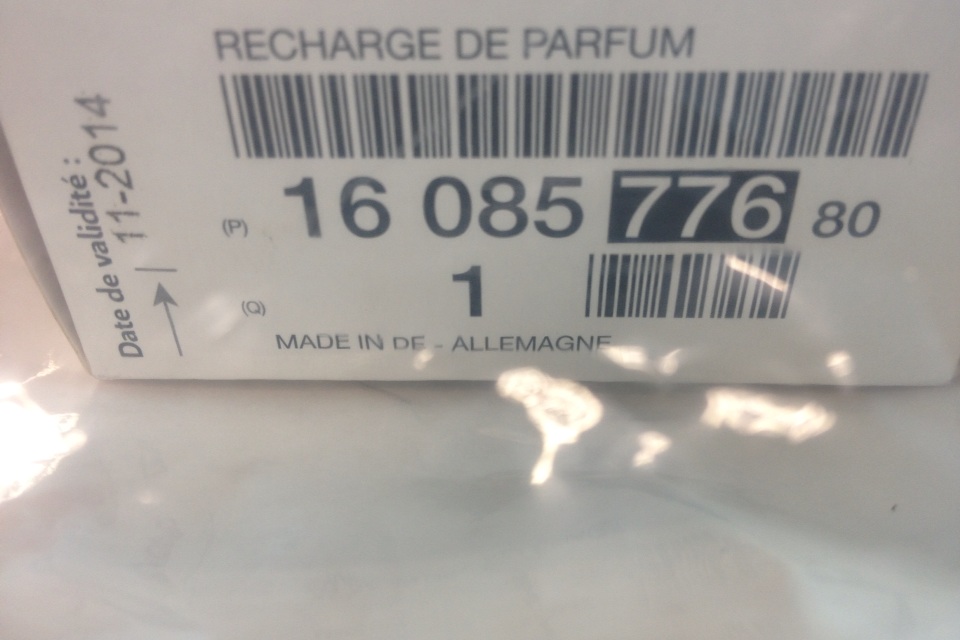 RECHARGE DE PARFUM
(P) 16 085 776 80
(Q) 1
MADE IN DE - ALLEMAGNE
Date de validité :
11-2014